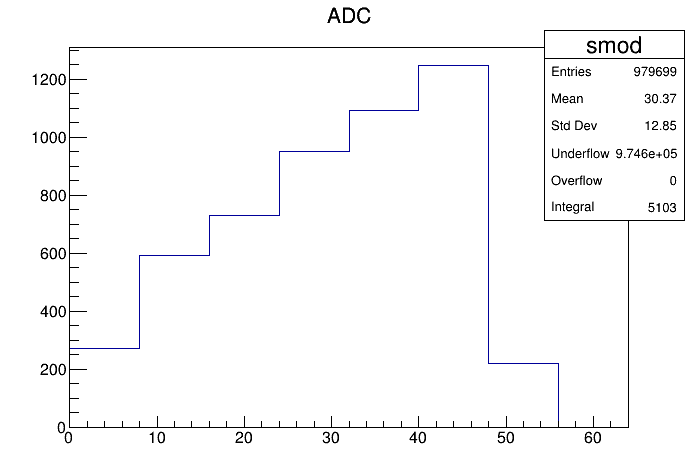 ADC
smod
Entries 979699
Mean 30.37
Std Dev 12.85
Underflow 9.746e+05
Overflow 0
Integral 5103
1200
1000
800
600
400
200
0
0 10 20 30 40 50 60